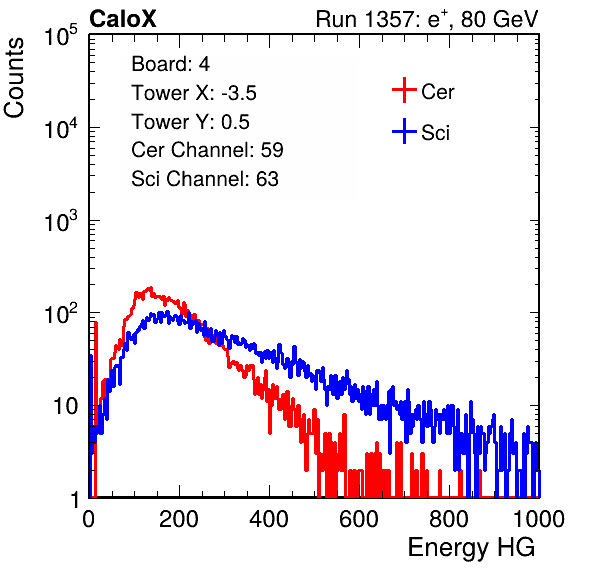 CaloX Run 1357: e⁺, 80 GeV
Counts
10⁵
10⁴
10³
10²
10
1
Board: 4
Tower X: -3.5
Tower Y: 0.5
Cer Channel: 59
Sci Channel: 63
Cer
Sci
0 200 400 600 800 1000
Energy HG